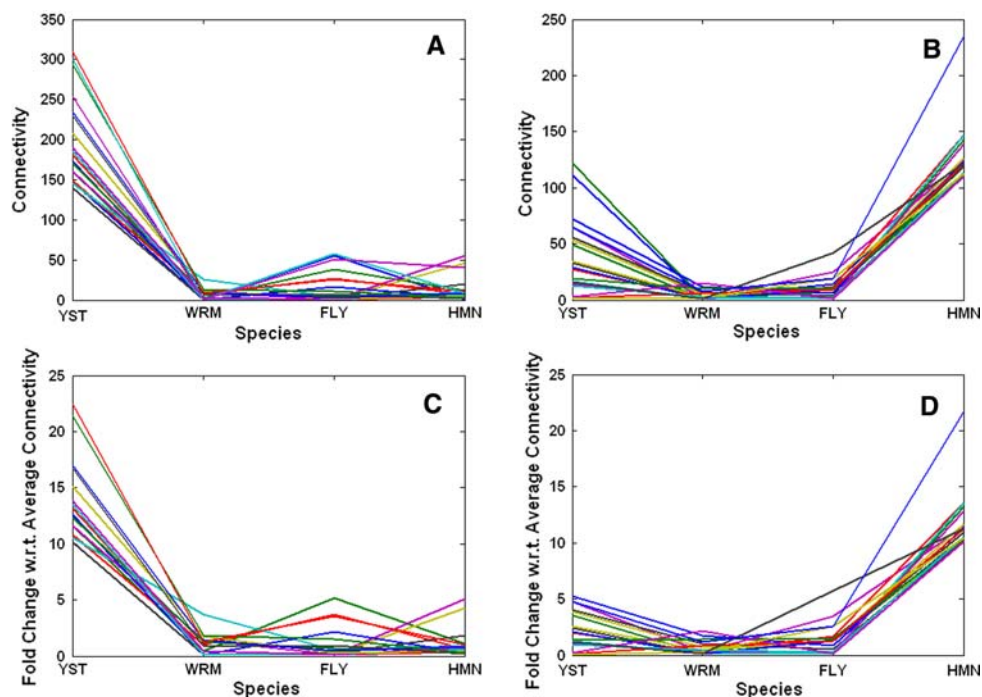 A
Connectivity
350
300
250
200
150
100
50
0
YST WRM FLY HMN
Species
B
Connectivity
250
200
150
100
50
0
YST WRM FLY HMN
Species
C
Fold Change w.r.t. Average Connectivity
25
20
15
10
5
0
YST WRM FLY HMN
Species
D
Fold Change w.r.t. Average Connectivity
25
20
15
10
5
0
YST WRM FLY HMN
Species